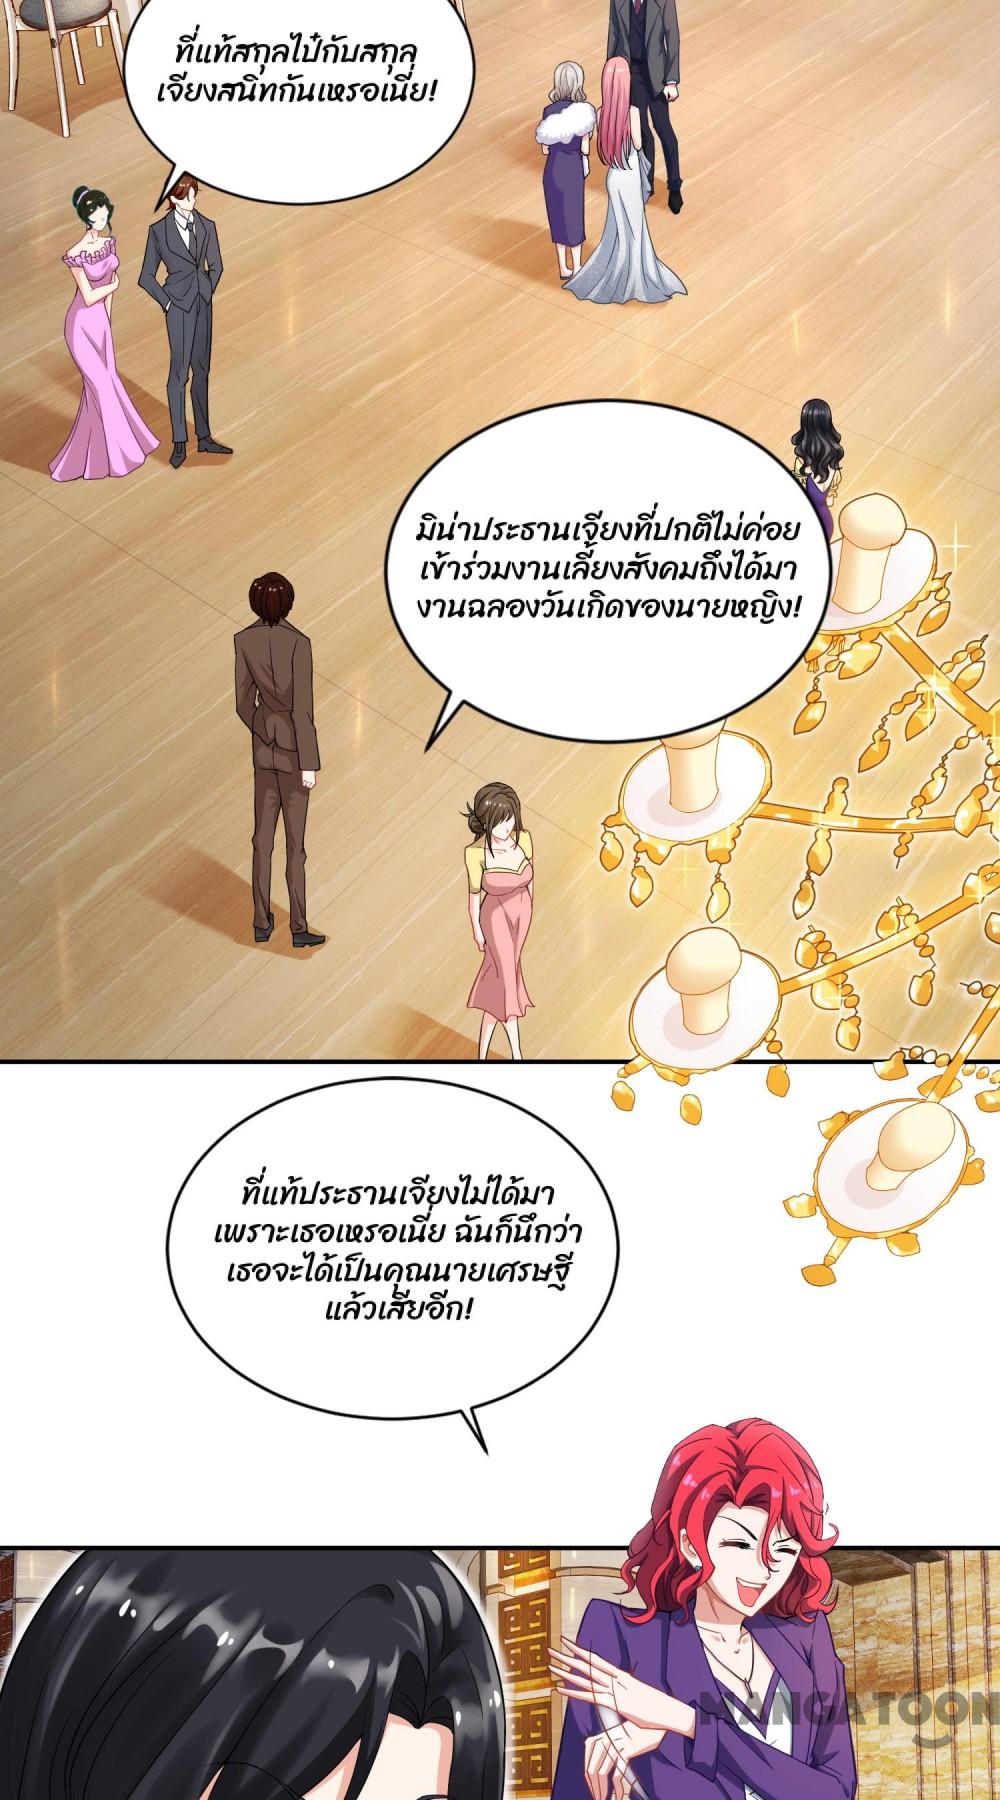 ที่แท้สกุลไป๋กับสกุล
เจียงสนิทกันเหรอเนี่ย!
มิน่าประธานเจียงที่ปกติไม่ค่อย
เข้าร่วมงานเลี้ยงสังคมถึงได้มา
งานฉลองวันเกิดของนายหญิง!
ที่แท้ประธานเจียงไม่ได้มา
เพราะเธอเหรอเนี่ย ฉันก็นึกว่า
เธอจะได้เป็นคุณนายเศรษฐี
แล้วเสียอีก!
MANGATOON